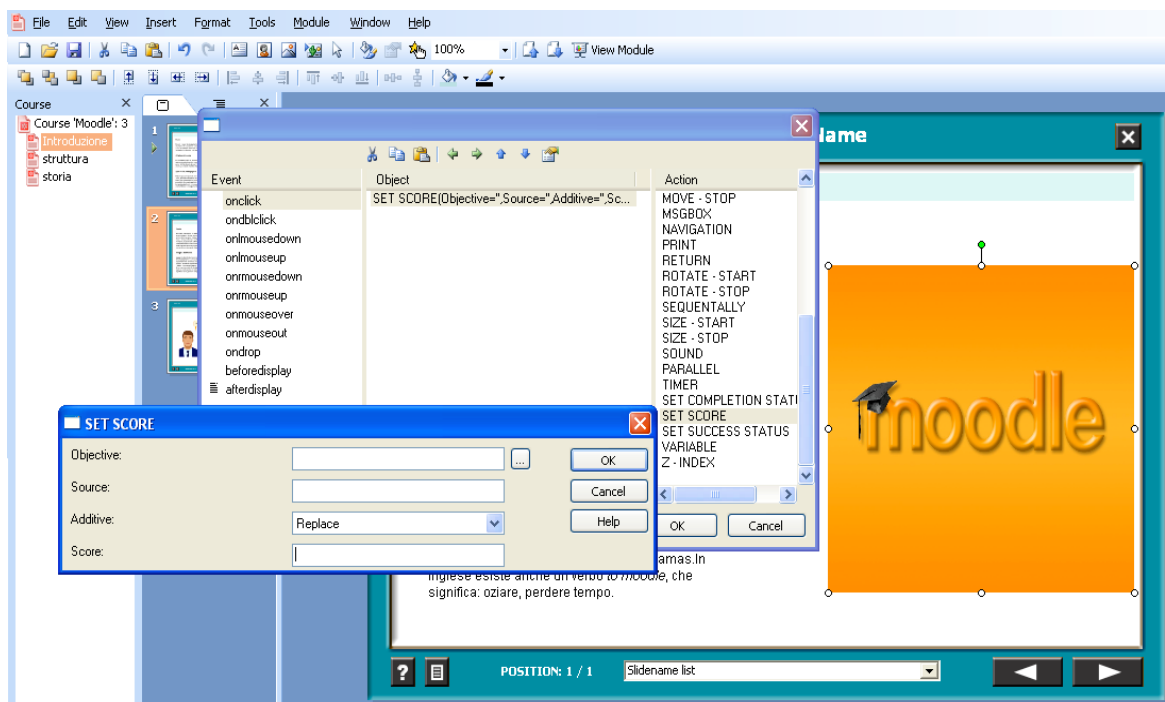 File Edit View Insert Format Tools Module Window Help
100% View Module
Course
Course 'Moodle': 3
Introduzione
struttura
storia
1
2
3
Name
Event
onclick
ondblclick
onlmousedown
onlmouseup
onrmousedown
onrmouseup
onmouseover
onmouseout
ondrop
beforedisplay
afterdisplay
Object
SET SCORE(Objective='',Source='',Additive='',Sc...
Action
MOVE - STOP
MSGBOX
NAVIGATION
PRINT
RETURN
ROTATE - START
ROTATE - STOP
SEQUENTALLY
SIZE - START
SIZE - STOP
SOUND
PARALLEL
TIMER
SET COMPLETION STATU
SET SCORE
SET SUCCESS STATUS
VARIABLE
Z - INDEX
OK Cancel
SET SCORE
Objective: ... OK
Source: Cancel
Additive: Replace Help
Score:
moodle
amas.In
inglese esiste anche un verbo to moodle, che
significa: oziare, perdere tempo.
? POSITION: 1 / 1 Slidename list